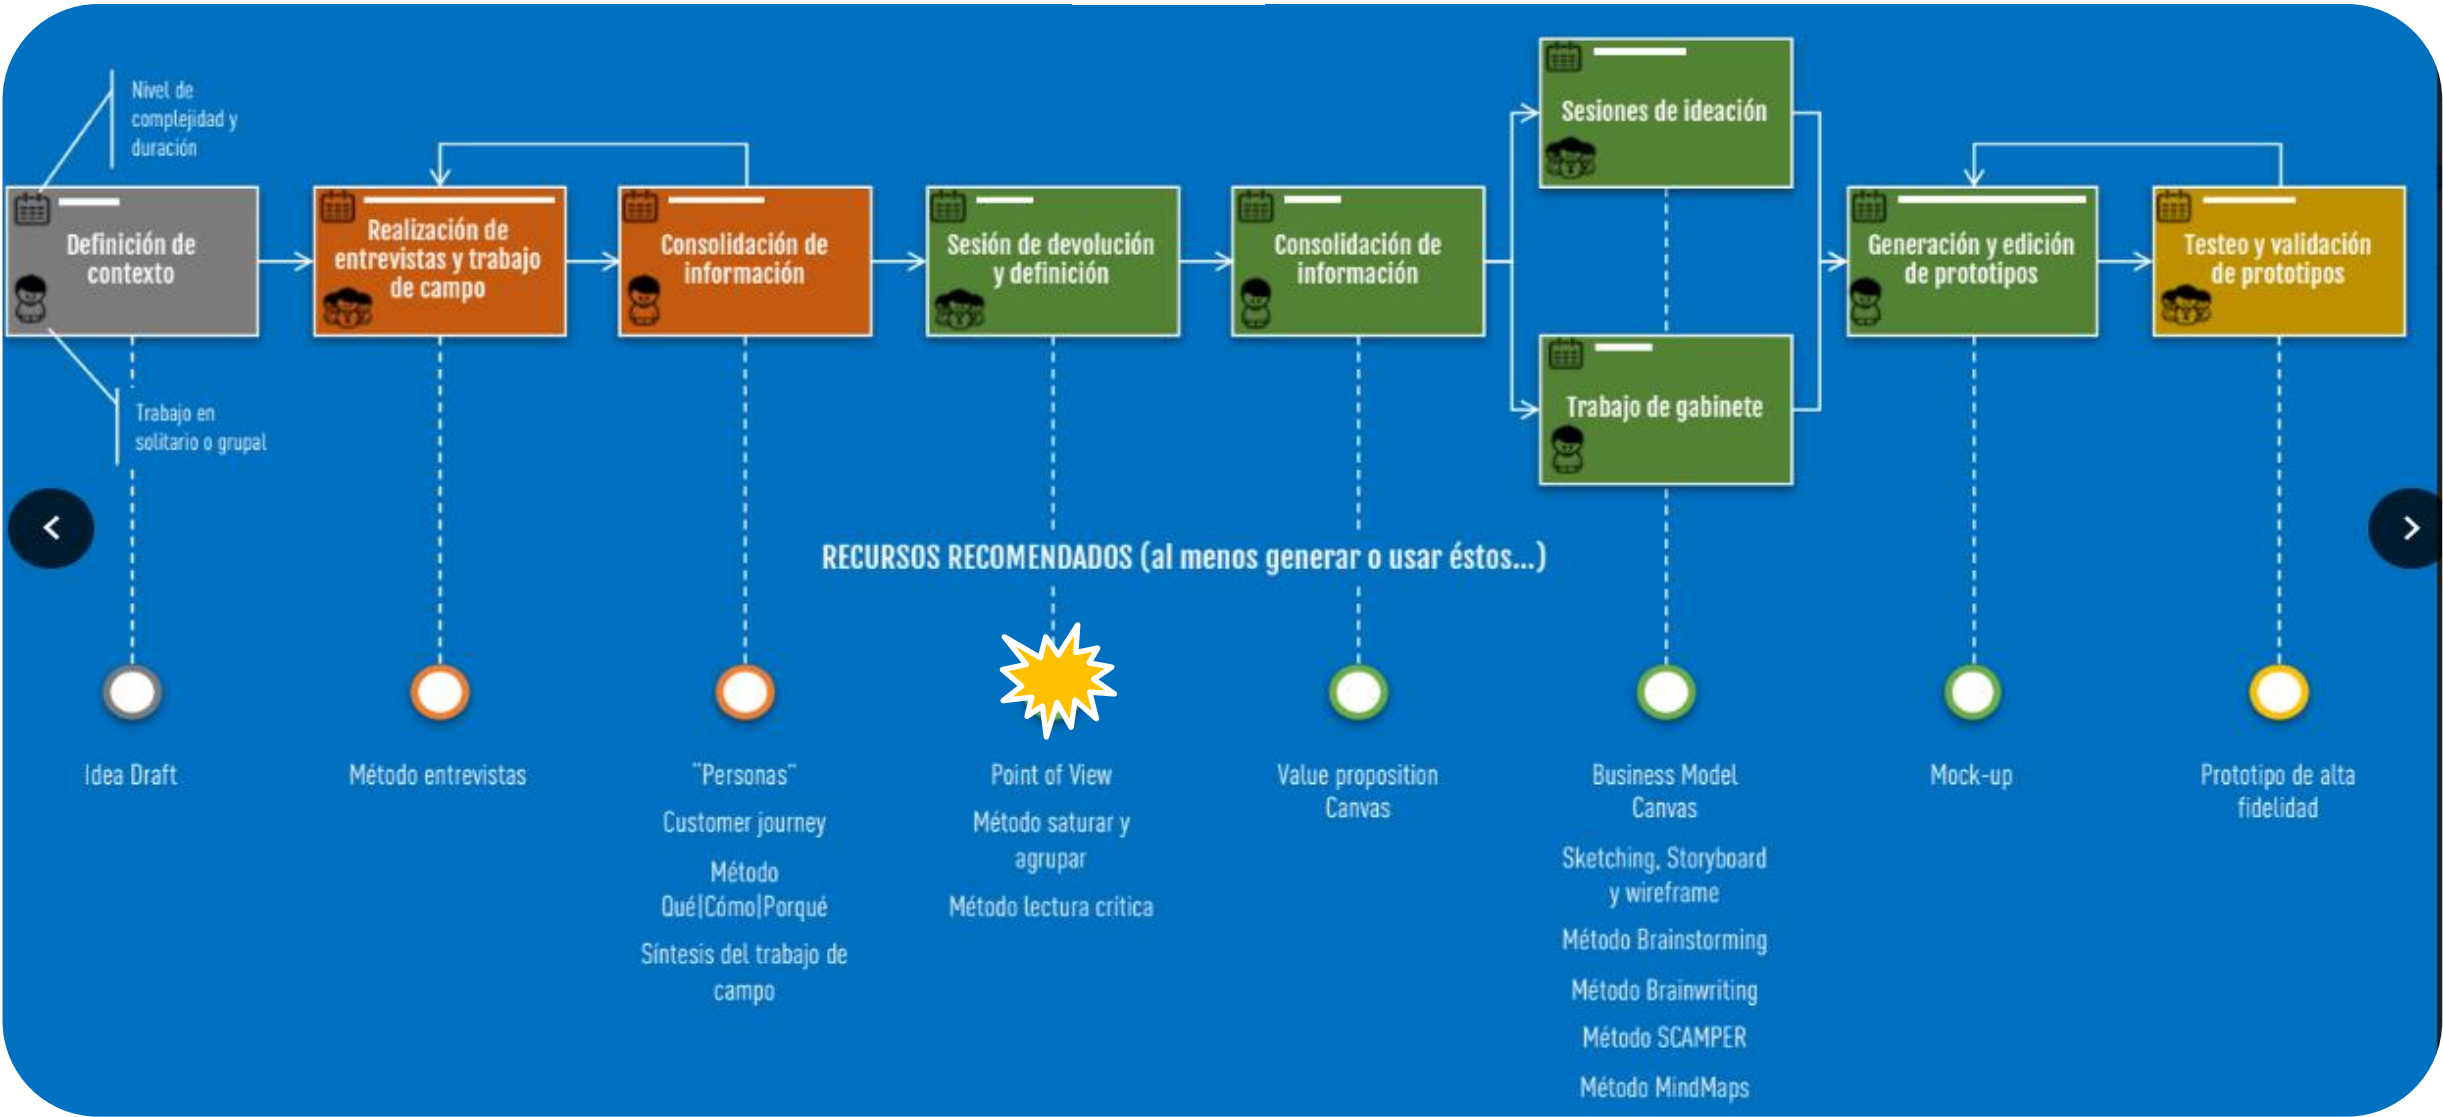 Nivel de
complejidad y
duración
Definición de
contexto
Trabajo en
solitario o grupal
Realización de
entrevistas y trabajo
de campo
Consolidación de
información
Sesión de devolución
y definición
Consolidación de
información
Sesiones de ideación
Trabajo de gabinete
Generación y edición
de prototipos
Testeo y validación
de prototipos
RECURSOS RECOMENDADOS (al menos generar o usar éstos...)
Idea Draft
Método entrevistas
"Personas"
Customer journey
Método
Qué|Cómo|Porqué
Síntesis del trabajo de
campo
Point of View
Método saturar y
agrupar
Método lectura crítica
Value proposition
Canvas
Business Model
Canvas
Sketching, Storyboard
y wireframe
Método Brainstorming
Método Brainwriting
Método SCAMPER
Método MindMaps
Mock-up
Prototipo de alta
fidelidad